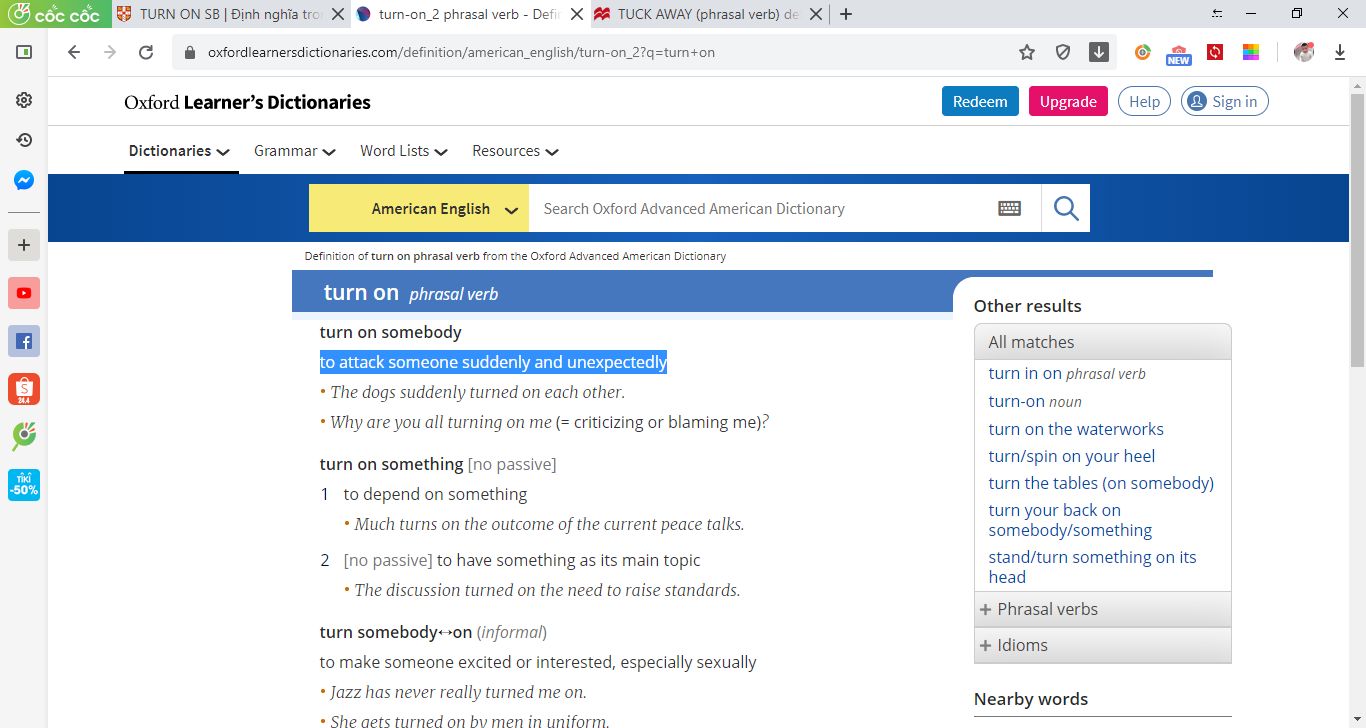 cốc cốc
TURN ON SB | Định nghĩa tro
turn-on_2 phrasal verb - Defi
TUCK AWAY (phrasal verb) de
oxfordlearnersdictionaries.com/definition/american_english/turn-on_2?q=turn+on
NEW
Oxford Learner's Dictionaries
Redeem
Upgrade
Help
Sign in
Dictionaries
Grammar
Word Lists
Resources
American English
Search Oxford Advanced American Dictionary
Definition of turn on phrasal verb from the Oxford Advanced American Dictionary
turn on phrasal verb
turn on somebody
to attack someone suddenly and unexpectedly
• The dogs suddenly turned on each other.
• Why are you all turning on me (= criticizing or blaming me)?
turn on something [no passive]
1 to depend on something
• Much turns on the outcome of the current peace talks.
2 [no passive] to have something as its main topic
• The discussion turned on the need to raise standards.
turn somebody↔on (informal)
to make someone excited or interested, especially sexually
• Jazz has never really turned me on.
• She gets turned on by men in uniform.
Other results
All matches
turn in on phrasal verb
turn-on noun
turn on the waterworks
turn/spin on your heel
turn the tables (on somebody)
turn your back on
somebody/something
stand/turn something on its
head
+ Phrasal verbs
+ Idioms
Nearby words
S
24.4
TIKI
-50%